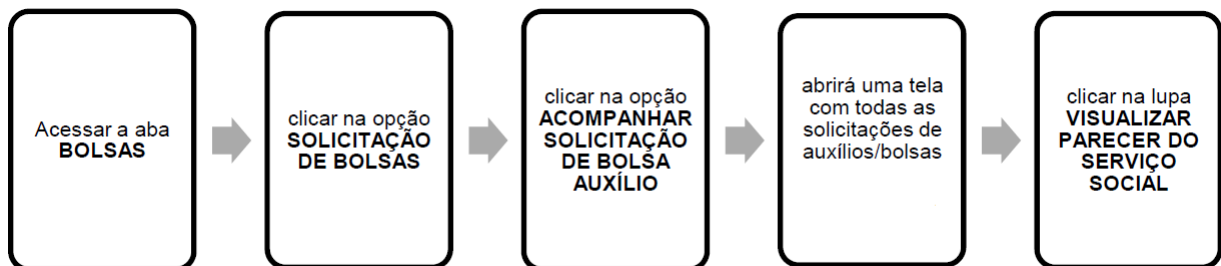 Acessar a aba
BOLSAS
clicar na opção
SOLICITAÇÃO
DE BOLSAS
clicar na opção
ACOMPANHAR
SOLICITAÇÃO
DE BOLSA
AUXÍLIO
abrirá uma tela
com todas as
solicitações de
auxílios/bolsas
clicar na lupa
VISUALIZAR
PARECER DO
SERVIÇO
SOCIAL